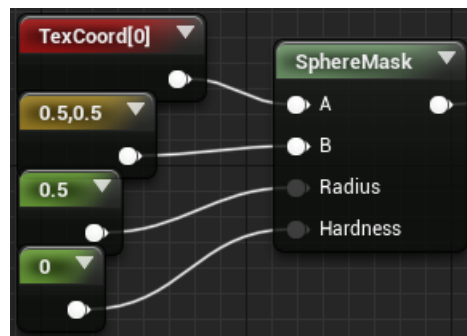 TexCoord[0]
SphereMask
A
0.5,0.5
B
0.5
Radius
Hardness
0